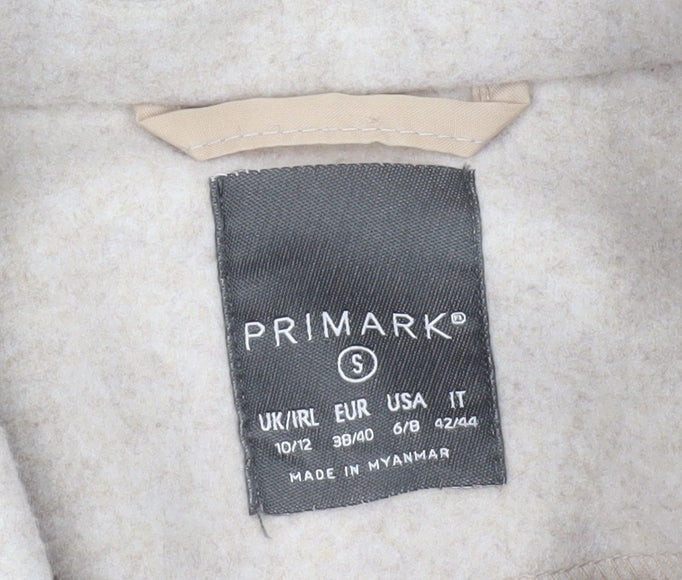 PRIMARK®
S
UK/IRL EUR USA IT
10/12 38/40 6/8 42/44
MADE IN MYANMAR